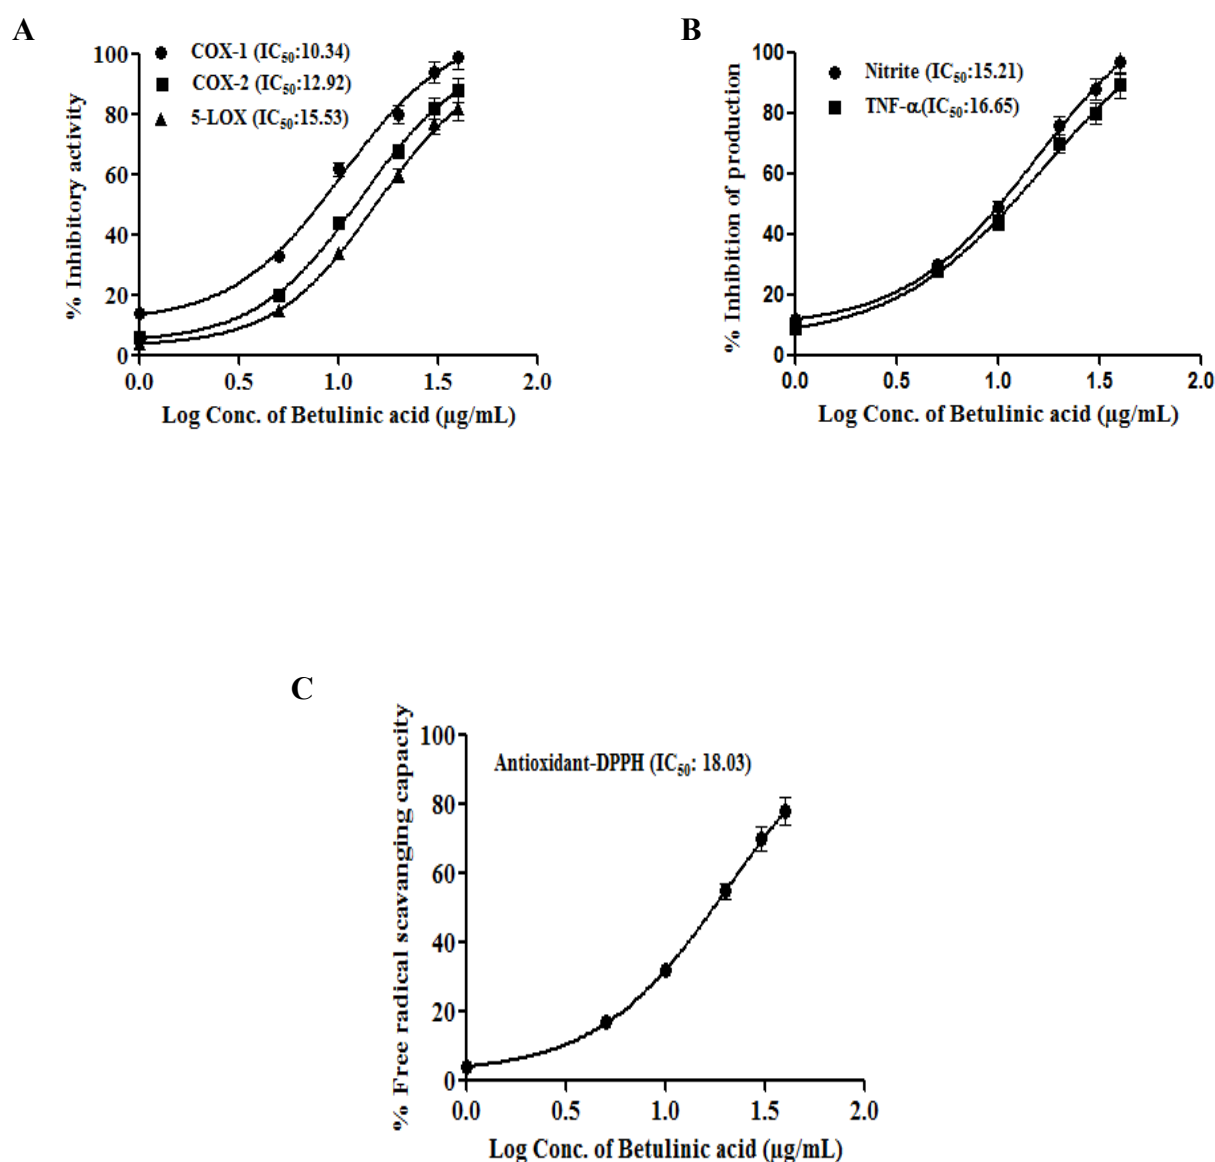 A
% Inhibitory activity
100
80
60
40
20
0
COX-1 (IC50:10.34)
COX-2 (IC50:12.92)
5-LOX (IC50:15.53)
0.0 0.5 1.0 1.5 2.0
Log Conc. of Betulinic acid (µg/mL)
B
% Inhibition of production
100
80
60
40
20
0
Nitrite (IC50:15.21)
TNF-α(IC50:16.65)
0.0 0.5 1.0 1.5 2.0
Log Conc. of Betulinic acid (µg/mL)
C
% Free radical scavanging capacity
100
80
60
40
20
0
Antioxidant-DPPH (IC50: 18.03)
0.0 0.5 1.0 1.5 2.0
Log Conc. of Betulinic acid (µg/mL)